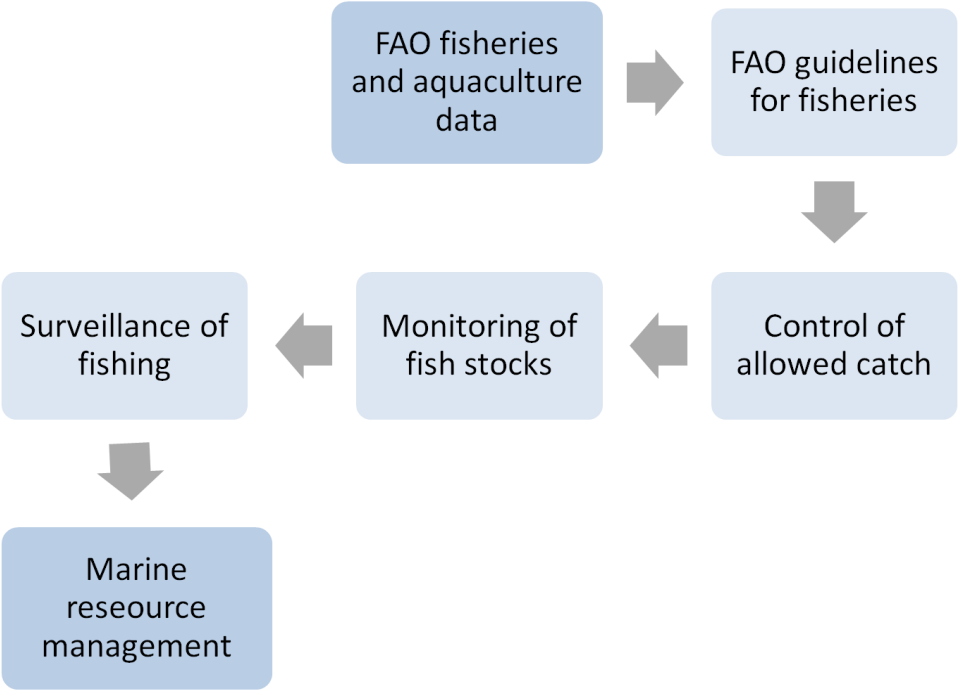 FAO fisheries
and aquaculture
data
FAO guidelines
for fisheries
Control of
allowed catch
Monitoring of
fish stocks
Surveillance of
fishing
Marine
reseource
management